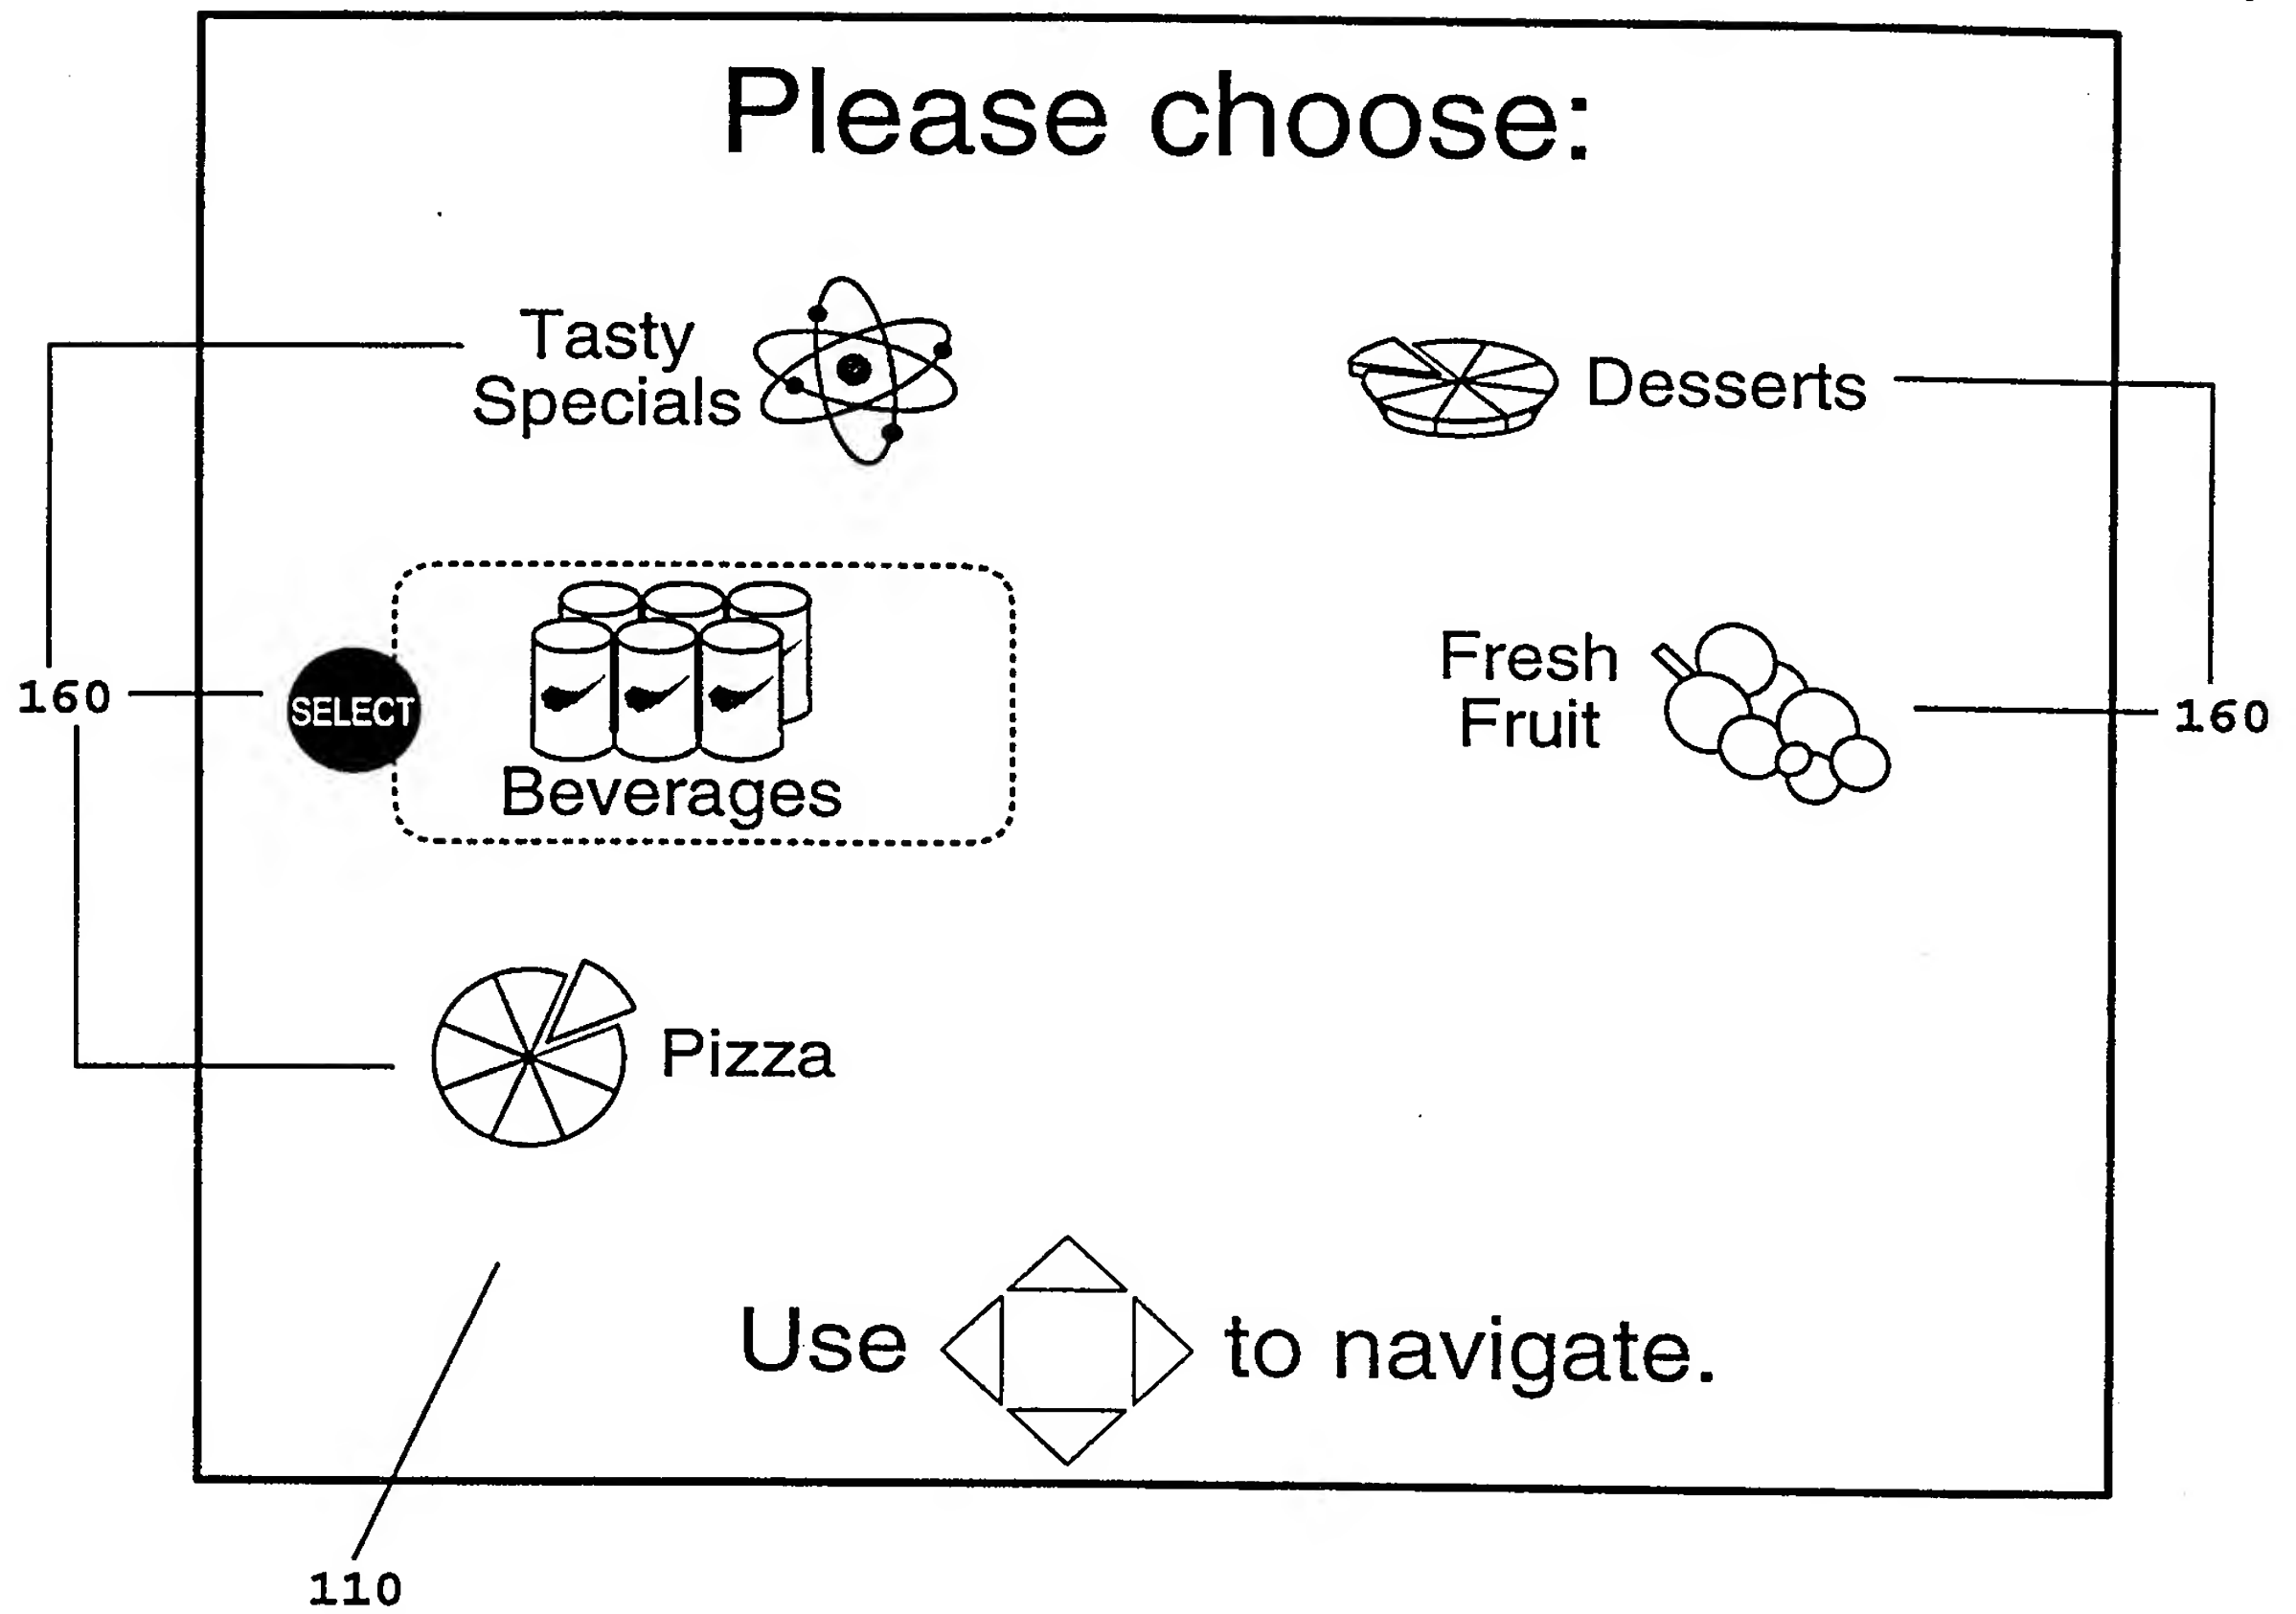 Please choose:
Tasty
Specials
Desserts
160
SELECT
Beverages
Fresh
Fruit
160
Pizza
Use to navigate.
110